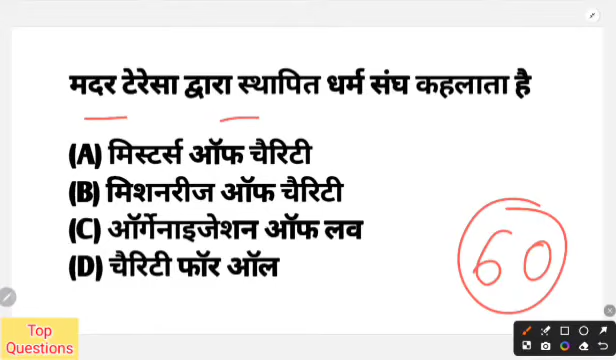 मदर टेरेसा द्वारा स्थापित धर्म संघ कहलाता है
(A) मिस्टर्स ऑफ चैरिटी
(B) मिशनरीज ऑफ चैरिटी
(C) ऑर्गेनाइजेशन ऑफ लव
(D) चैरिटी फॉर ऑल
60
Top
Questions